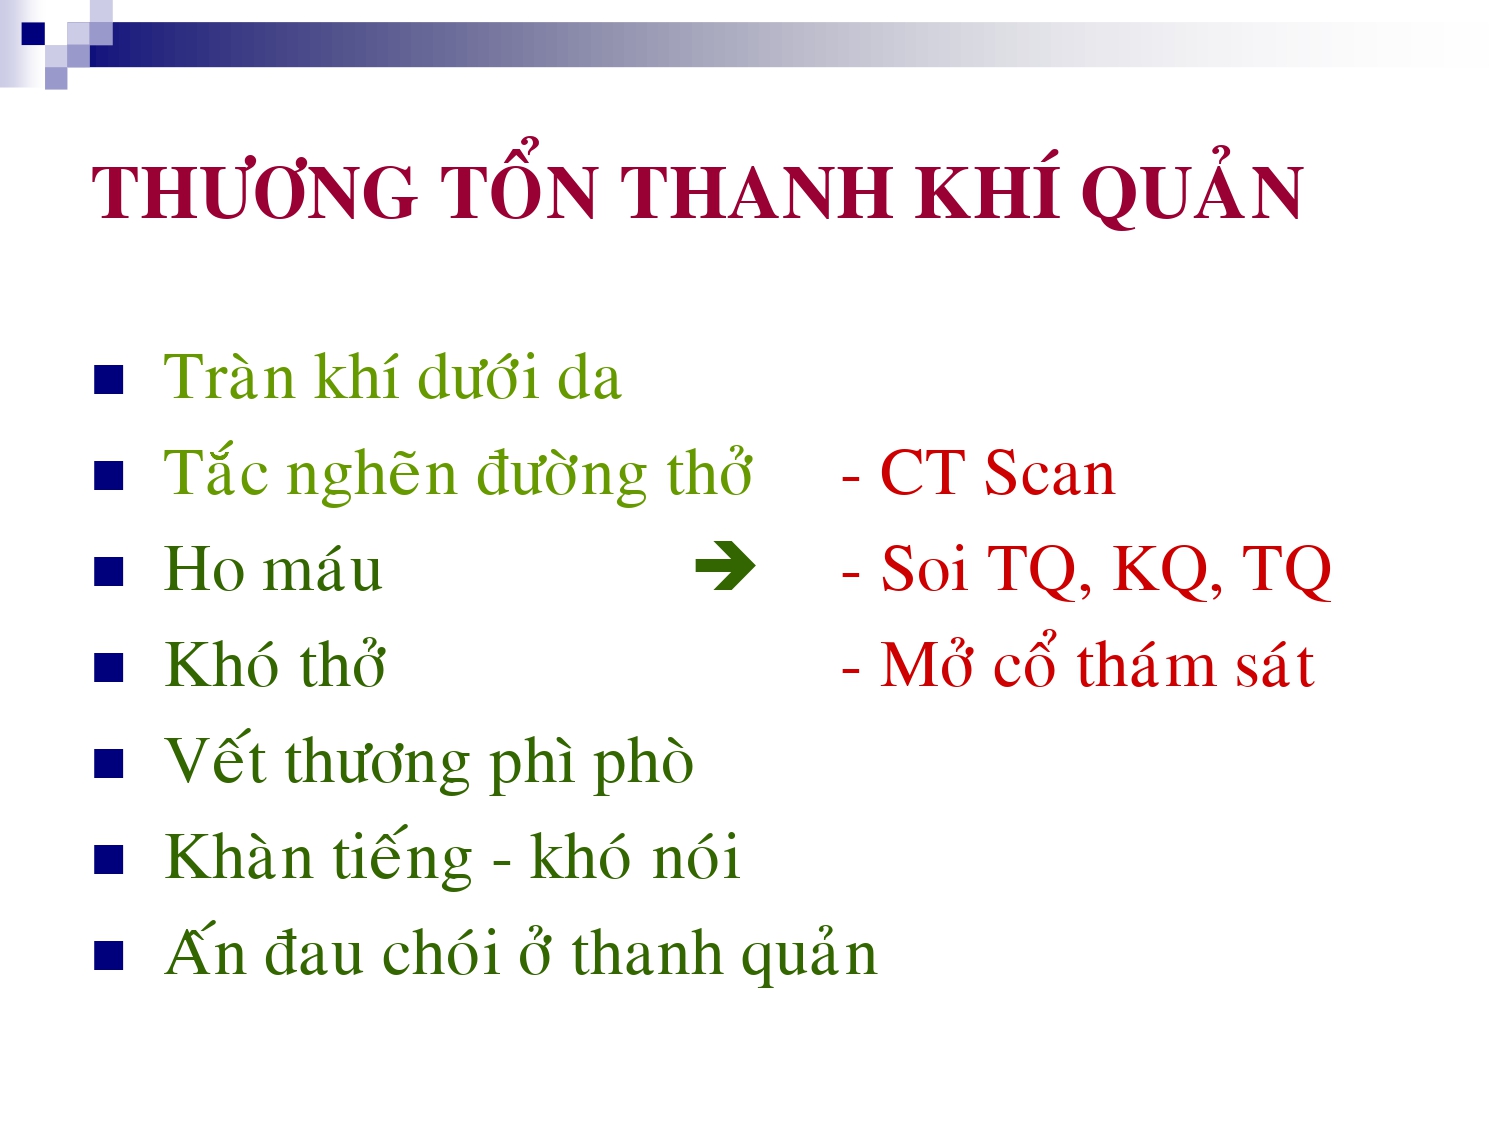 THƯƠNG TỔN THANH KHÍ QUẢN
■ Tràn khí dưới da
■ Tắc nghẽn đường thở - CT Scan
■ Ho máu ➔ - Soi TQ, KQ, TQ
■ Khó thở - Mở cổ thám sát
■ Vết thương phì phò
■ Khàn tiếng - khó nói
■ Ấn đau chói ở thanh quản